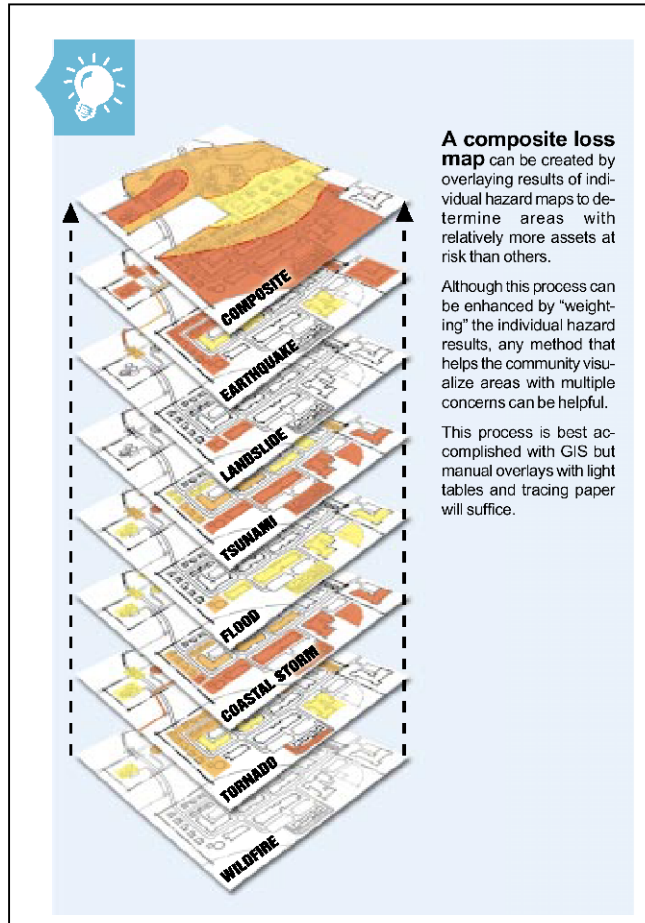 A composite loss
map can be created by
overlaying results of indi-
vidual hazard maps to de-
termine areas with
relatively more assets at
risk than others.
Although this process can
be enhanced by “weight-
ing” the individual hazard
results, any method that
helps the community visu-
alize areas with multiple
concerns can be helpful.
This process is best ac-
complished with GIS but
manual overlays with light
tables and tracing paper
will suffice.
COMPOSITE
EARTHQUAKE
LANDSLIDE
TSUNAMI
FLOOD
COASTAL STORM
TORNADO
WILDFIRE